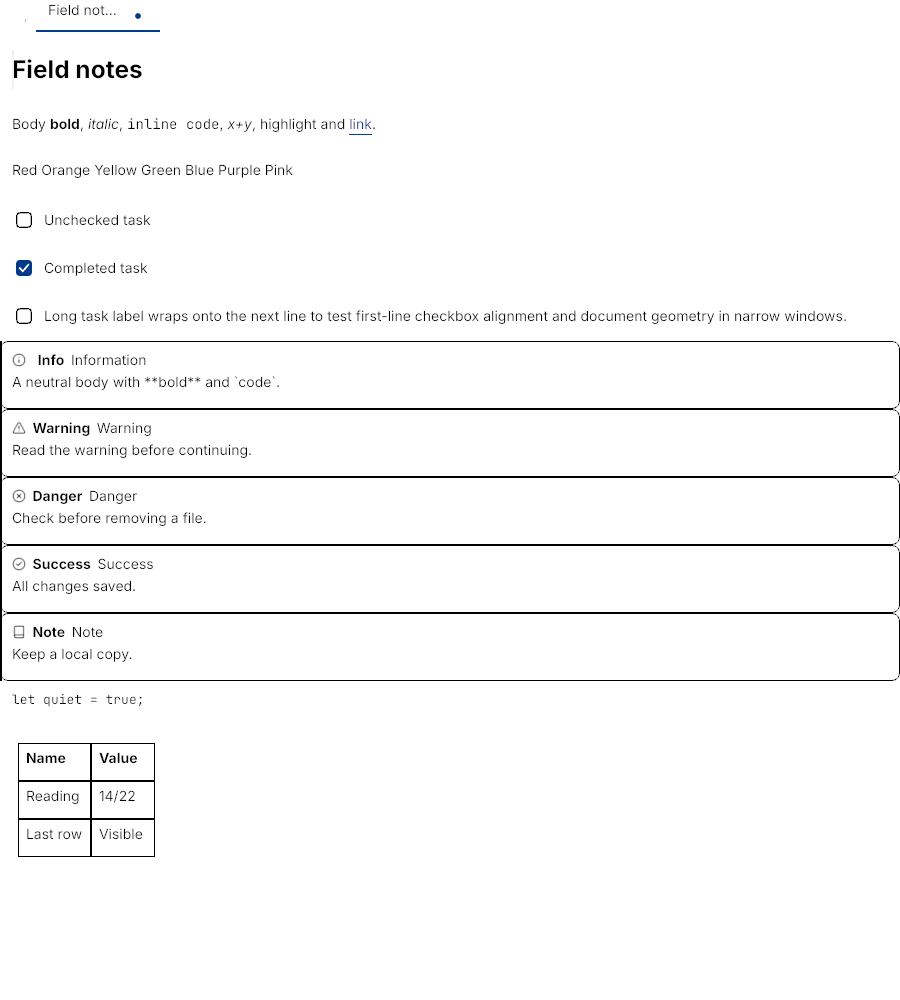 Field not...
Field notes
Body bold, italic, inline code, x+y, highlight and link.
Red Orange Yellow Green Blue Purple Pink
Unchecked task
Completed task
Long task label wraps onto the next line to test first-line checkbox alignment and document geometry in narrow windows.
Info Information
A neutral body with **bold** and `code`.
Warning Warning
Read the warning before continuing.
Danger Danger
Check before removing a file.
Success Success
All changes saved.
Note Note
Keep a local copy.
let quiet = true;
Name Value
Reading 14/22
Last row Visible